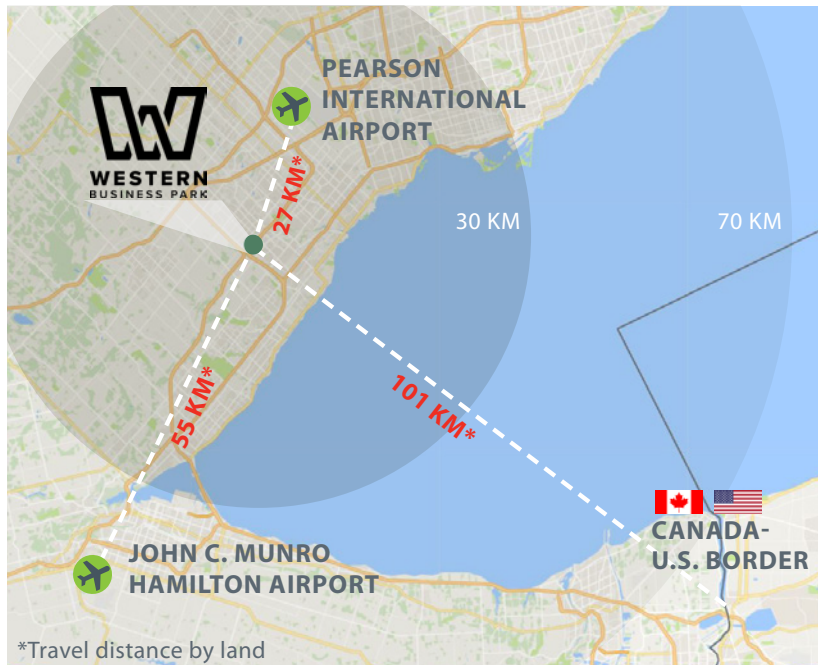 PEARSON
INTERNATIONAL
AIRPORT
WESTERN
BUSINESS PARK
27 KM*
30 KM
70 KM
55 KM*
101 KM*
CANADA-
U.S. BORDER
JOHN C. MUNRO
HAMILTON AIRPORT
*Travel distance by land